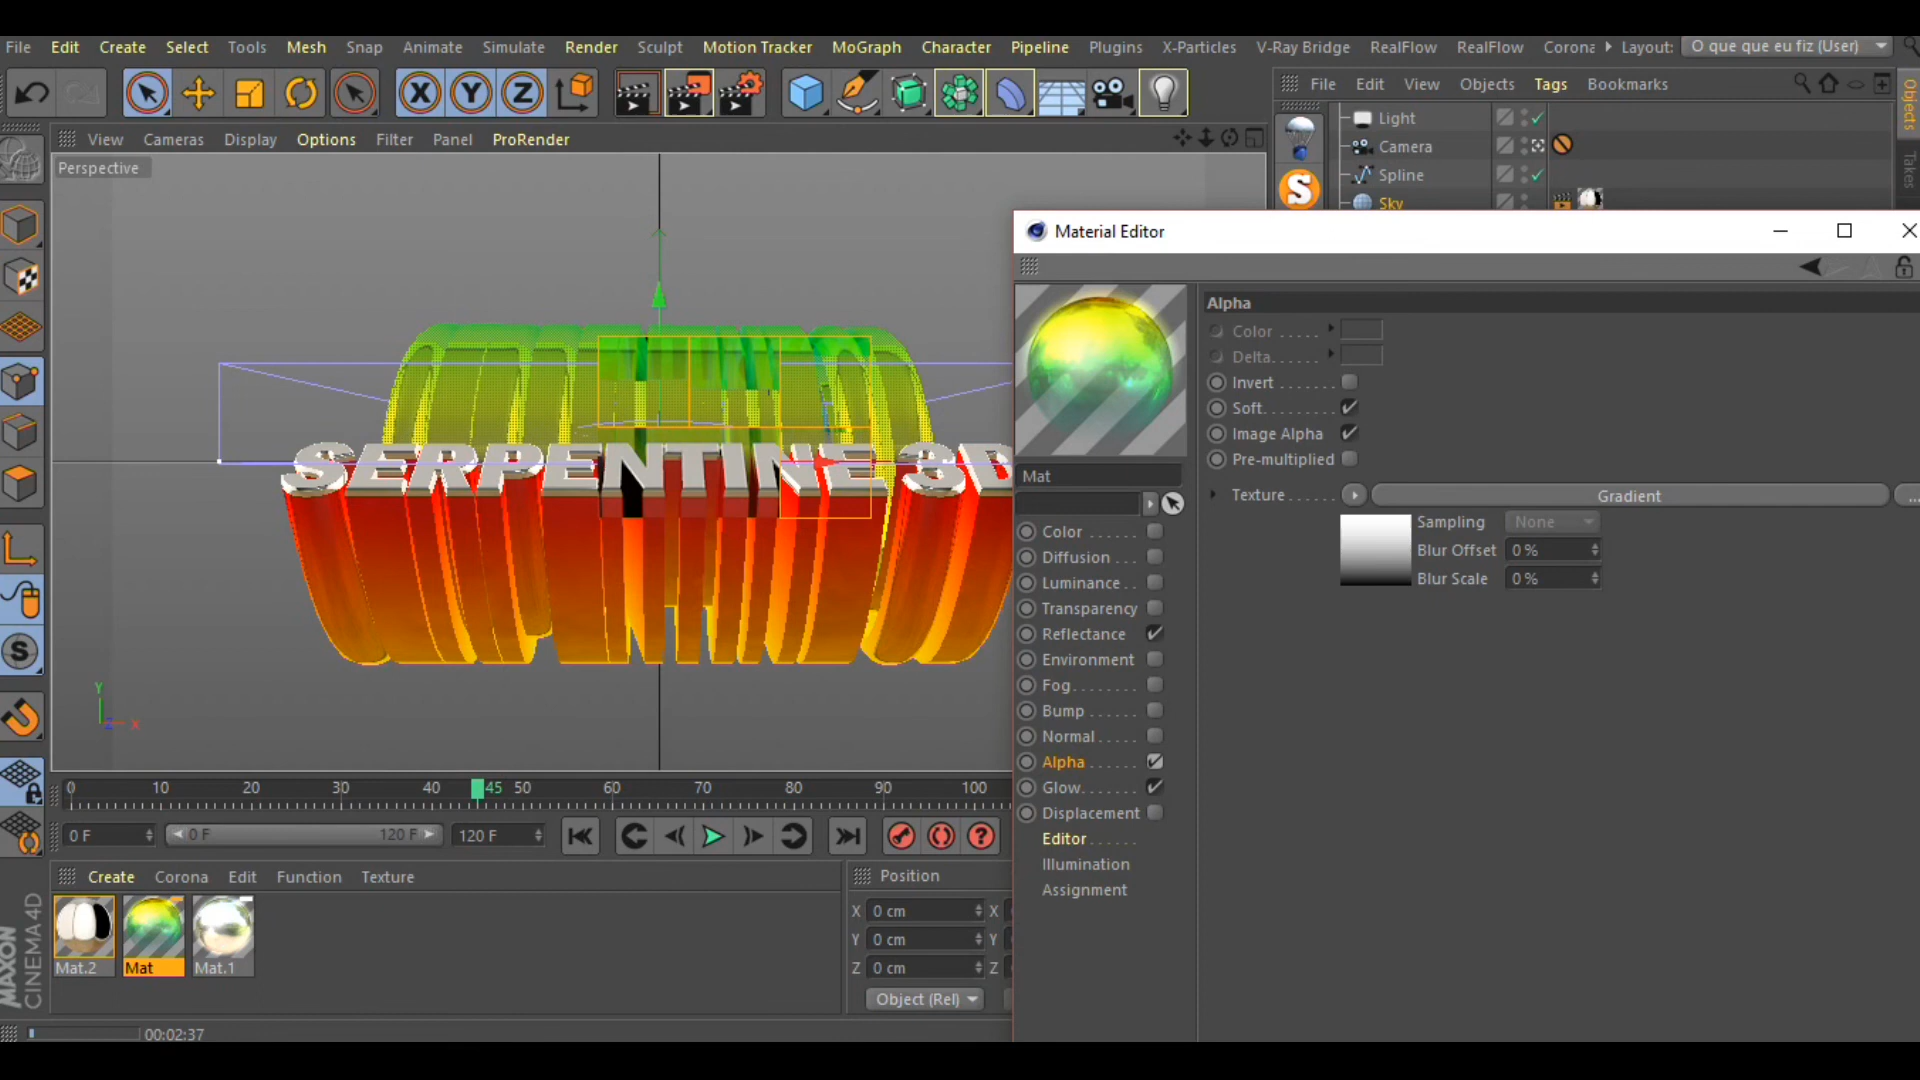 File Edit Create Select Tools Mesh Snap Animate Simulate Render Sculpt Motion Tracker MoGraph Character Pipeline Plugins X-Particles V-Ray Bridge RealFlow RealFlow Corona Layout: O que que eu fiz (User)
X Y Z
File Edit View Objects Tags Bookmarks
Objects
Takes
View Cameras Display Options Filter Panel ProRender
Perspective
Light
Camera
Spline
Sky
S
Material Editor
Alpha
Color
Delta
Invert
Soft
Image Alpha
Pre-multiplied
Texture Gradient ...
Sampling None
Blur Offset 0 %
Blur Scale 0 %
Mat
Color
Diffusion
Luminance
Transparency
Reflectance
Environment
Fog
Bump
Normal
Alpha
Glow
Displacement
Editor
Illumination
Assignment
SERPENTINE 3D
Y
Z X
S
0 10 20 30 40 45 50 60 70 80 90 100
0 F 0 F 120 F 120 F
Create Corona Edit Function Texture
Mat.2 Mat Mat.1
Position
X 0 cm X
Y 0 cm Y
Z 0 cm Z
Object (Rel)
MAXON
CINEMA4D
00:02:37